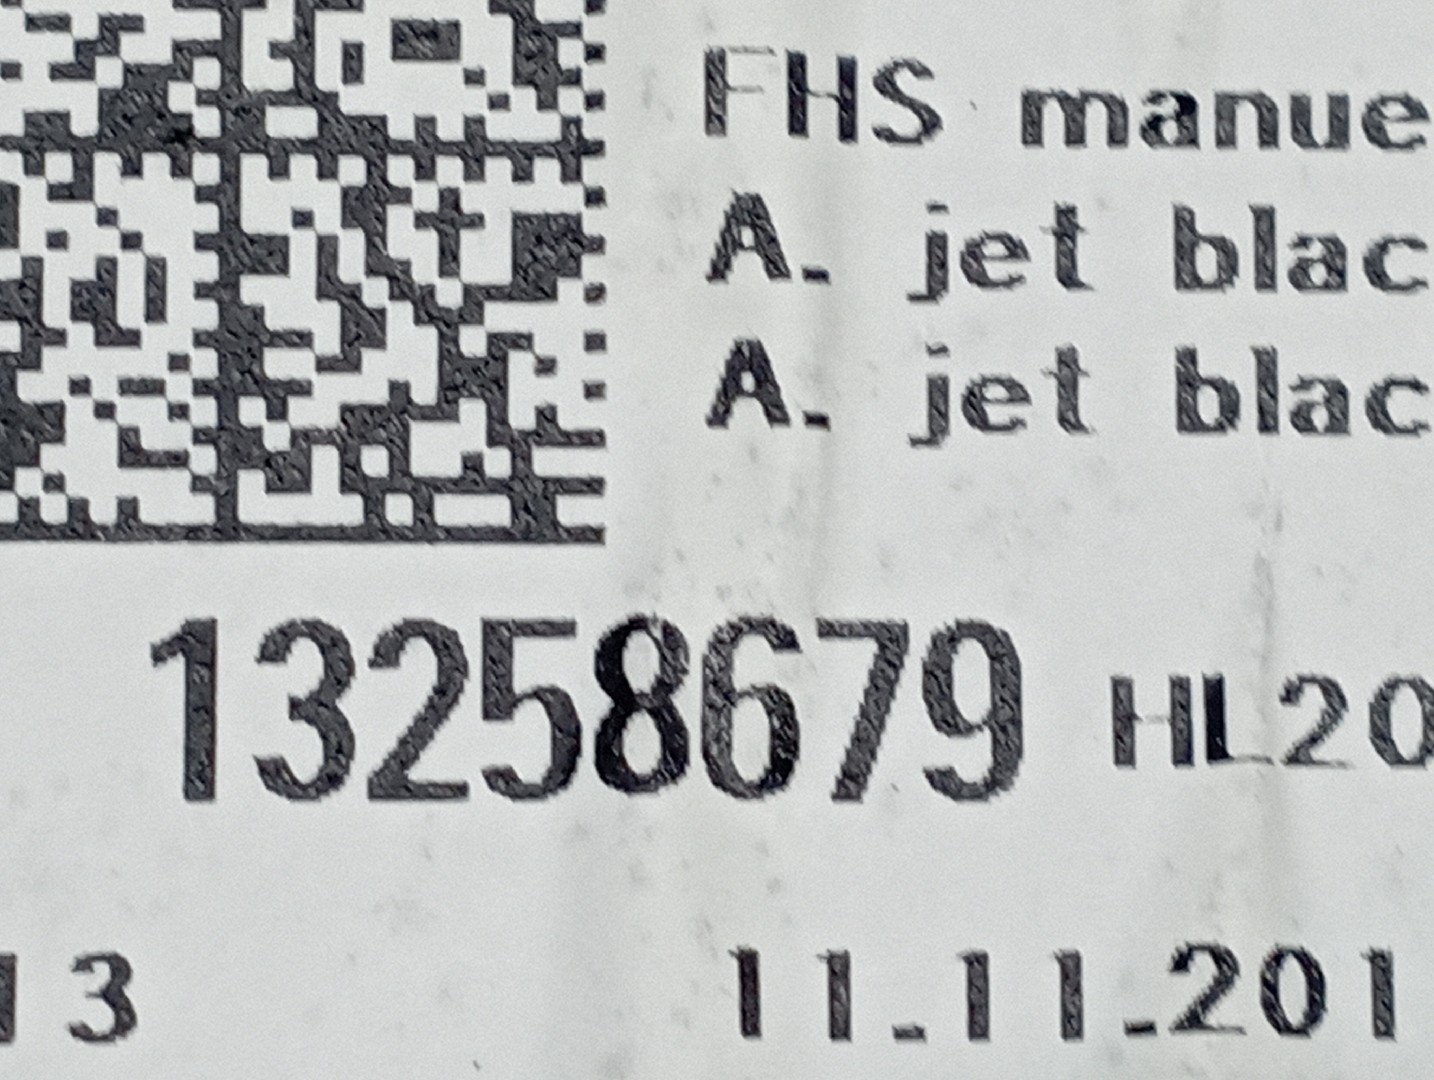 FHS manue
A. jet blac
A. jet blac
13258679 HL20
13 11.11.201